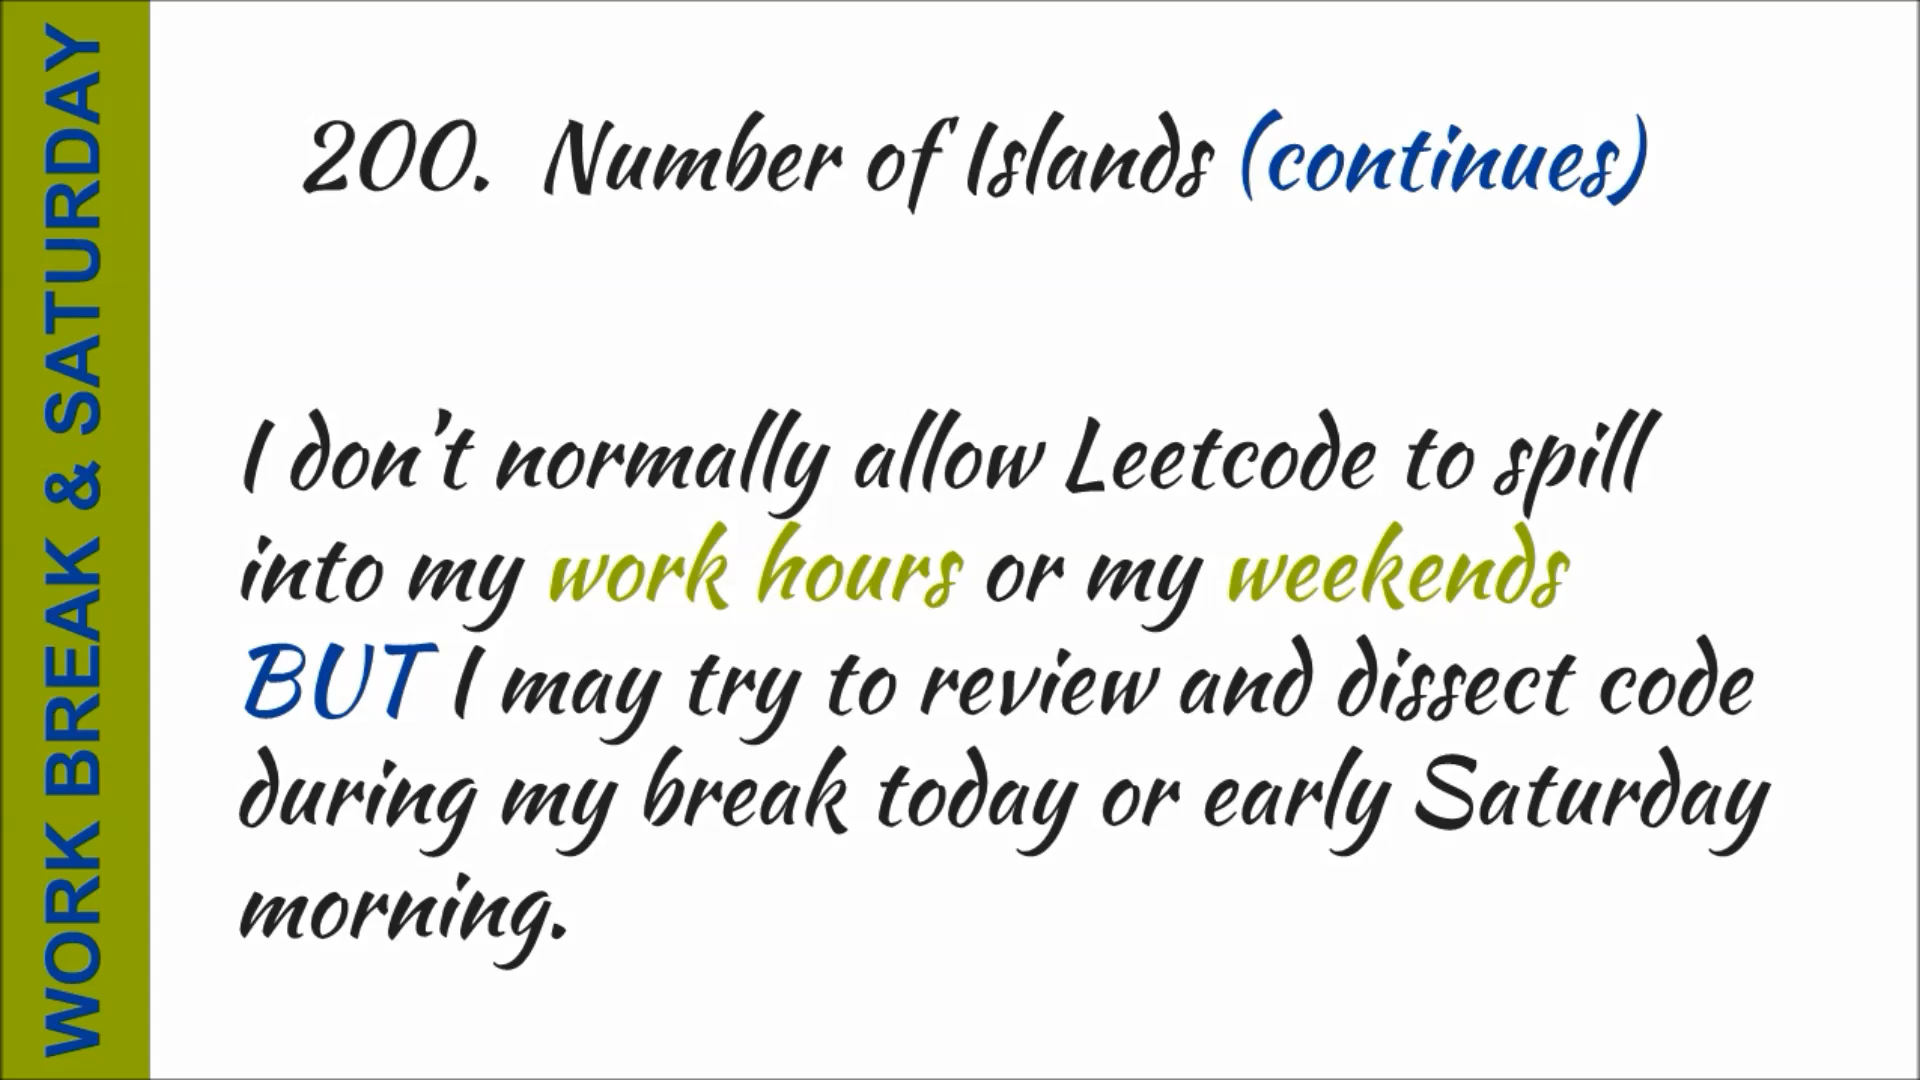 WORK BREAK & SATURDAY
200. Number of Islands (continues)
I don't normally allow Leetcode to spill
into my work hours or my weekends
BUT I may try to review and dissect code
during my break today or early Saturday
morning.